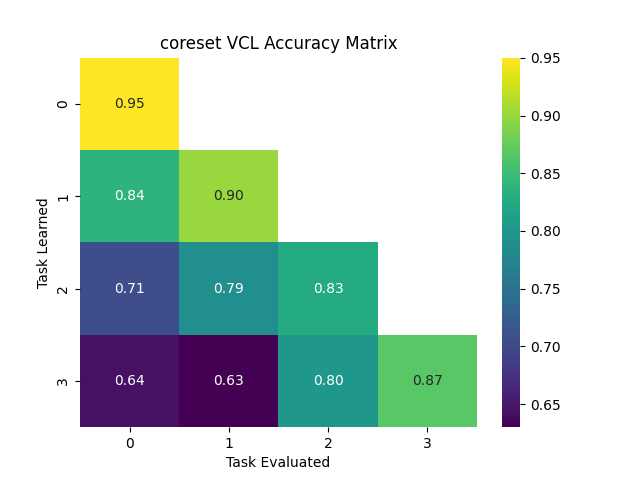 coreset VCL Accuracy Matrix
0.95
0.84 0.90
0.71 0.79 0.83
0.64 0.63 0.80 0.87
0
1
2
3
Task Learned
0 1 2 3
Task Evaluated
0.95
0.90
0.85
0.80
0.75
0.70
0.65